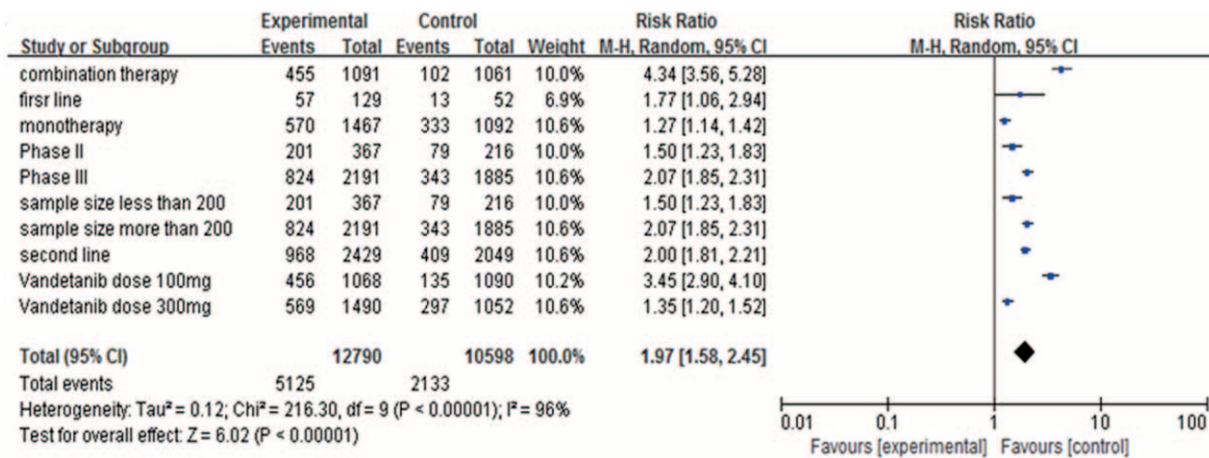 Experimental Control Risk Ratio Risk Ratio
Study or Subgroup Events Total Events Total Weight M-H, Random, 95% CI M-H, Random, 95% CI
combination therapy 455 1091 102 1061 10.0% 4.34 [3.56, 5.28]
firsr line 57 129 13 52 6.9% 1.77 [1.06, 2.94]
monotherapy 570 1467 333 1092 10.6% 1.27 [1.14, 1.42]
Phase II 201 367 79 216 10.0% 1.50 [1.23, 1.83]
Phase III 824 2191 343 1885 10.6% 2.07 [1.85, 2.31]
sample size less than 200 201 367 79 216 10.0% 1.50 [1.23, 1.83]
sample size more than 200 824 2191 343 1885 10.6% 2.07 [1.85, 2.31]
second line 968 2429 409 2049 10.6% 2.00 [1.81, 2.21]
Vandetanib dose 100mg 456 1068 135 1090 10.2% 3.45 [2.90, 4.10]
Vandetanib dose 300mg 569 1490 297 1052 10.6% 1.35 [1.20, 1.52]
Total (95% CI) 12790 10598 100.0% 1.97 [1.58, 2.45]
Total events 5125 2133
Heterogeneity: Tau² = 0.12; Chi² = 216.30, df = 9 (P < 0.00001); I² = 96%
Test for overall effect: Z = 6.02 (P < 0.00001)
0.01 0.1 1 10 100
Favours [experimental] Favours [control]